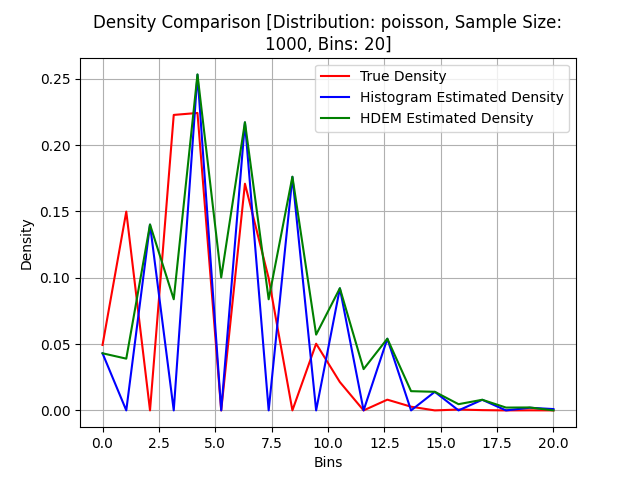 Density Comparison [Distribution: poisson, Sample Size:
1000, Bins: 20]
True Density
Histogram Estimated Density
HDEM Estimated Density
Density
0.25
0.20
0.15
0.10
0.05
0.00
0.0 2.5 5.0 7.5 10.0 12.5 15.0 17.5 20.0
Bins